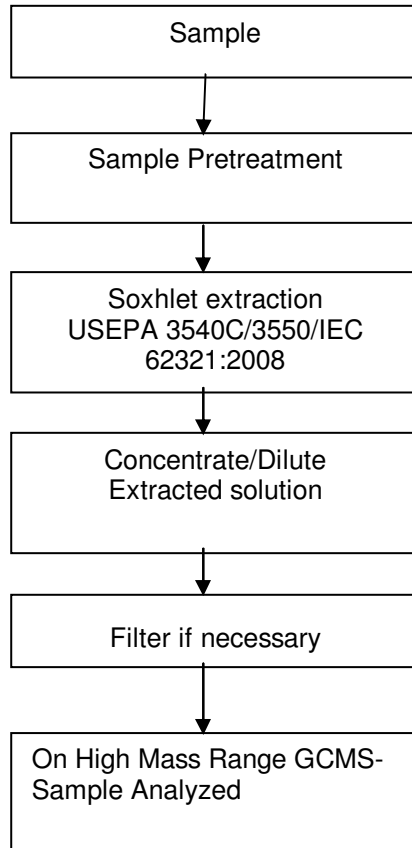 Sample
Sample Pretreatment
Soxhlet extraction
USEPA 3540C/3550/IEC
62321:2008
Concentrate/Dilute
Extracted solution
Filter if necessary
On High Mass Range GCMS-
Sample Analyzed